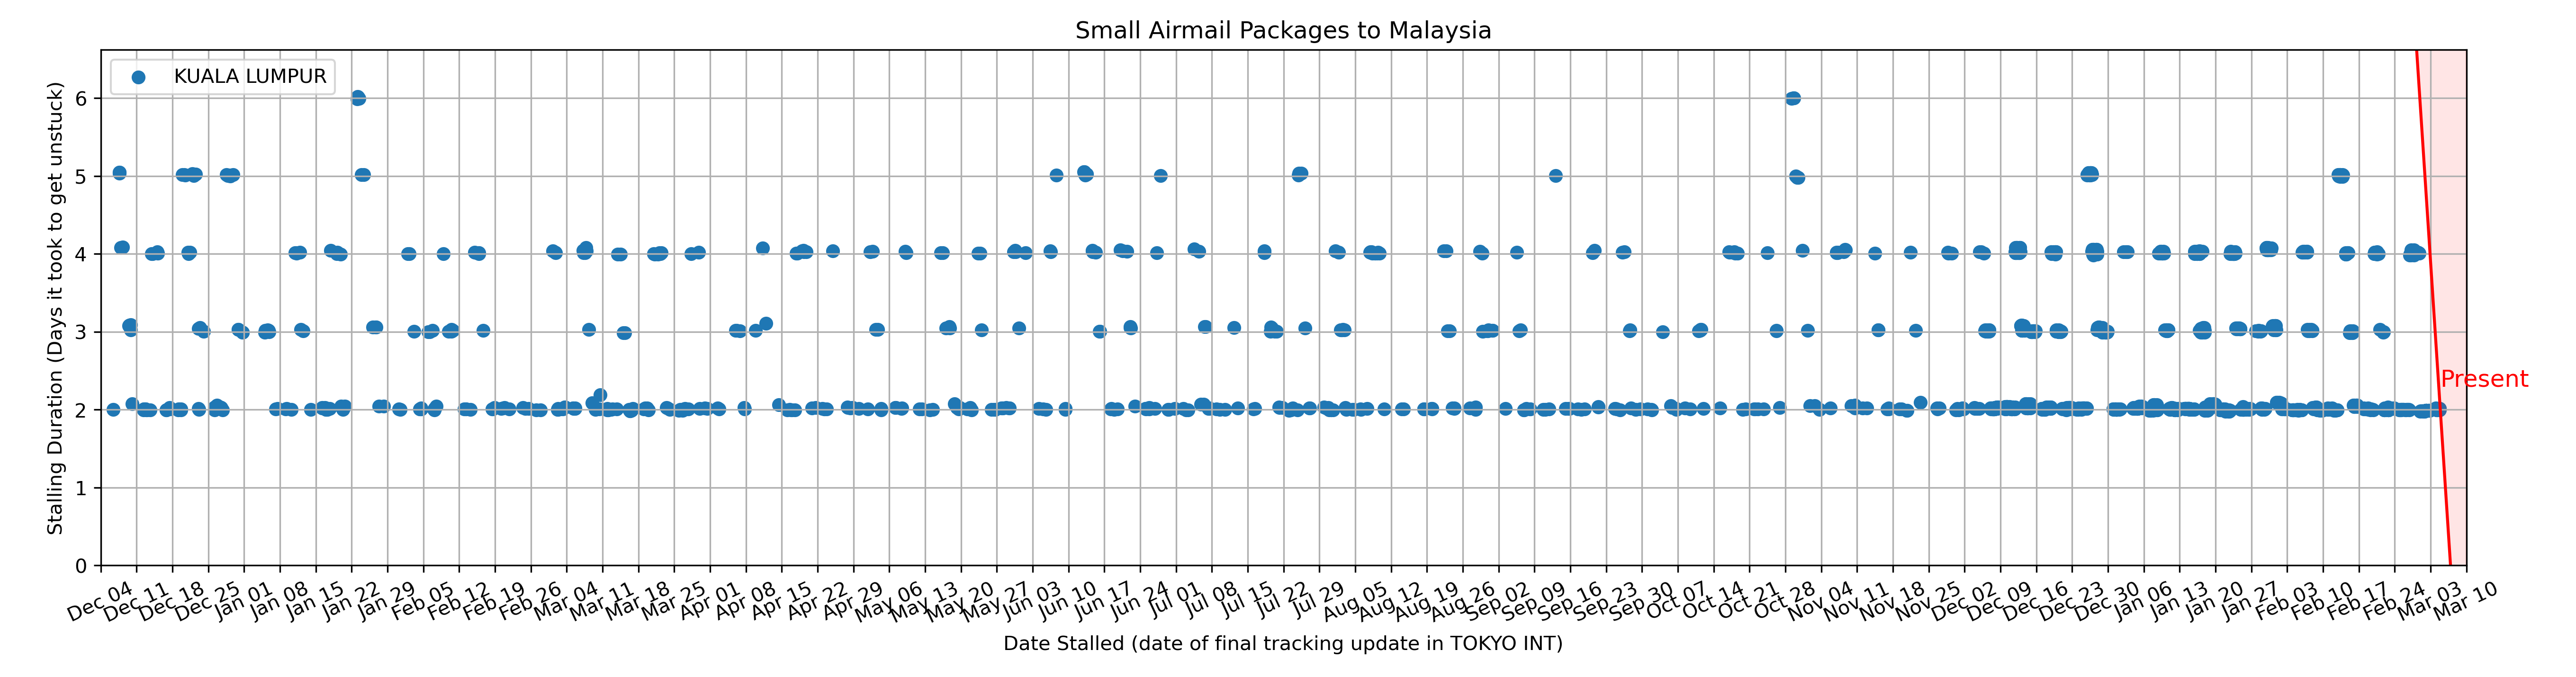 Small Airmail Packages to Malaysia
KUALA LUMPUR
Stalling Duration (Days it took to get unstuck)
6
5
4
3
2
1
0
Present
Dec 04
Dec 11
Dec 18
Dec 25
Jan 01
Jan 08
Jan 15
Jan 22
Jan 29
Feb 05
Feb 12
Feb 19
Feb 26
Mar 04
Mar 11
Mar 18
Mar 25
Apr 01
Apr 08
Apr 15
Apr 22
Apr 29
May 06
May 13
May 20
May 27
Jun 03
Jun 10
Jun 17
Jun 24
Jul 01
Jul 08
Jul 15
Jul 22
Jul 29
Aug 05
Aug 12
Aug 19
Aug 26
Sep 02
Sep 09
Sep 16
Sep 23
Sep 30
Oct 07
Oct 14
Oct 21
Oct 28
Nov 04
Nov 11
Nov 18
Nov 25
Dec 02
Dec 09
Dec 16
Dec 23
Dec 30
Jan 06
Jan 13
Jan 20
Jan 27
Feb 03
Feb 10
Feb 17
Feb 24
Mar 03
Mar 10
Date Stalled (date of final tracking update in TOKYO INT)